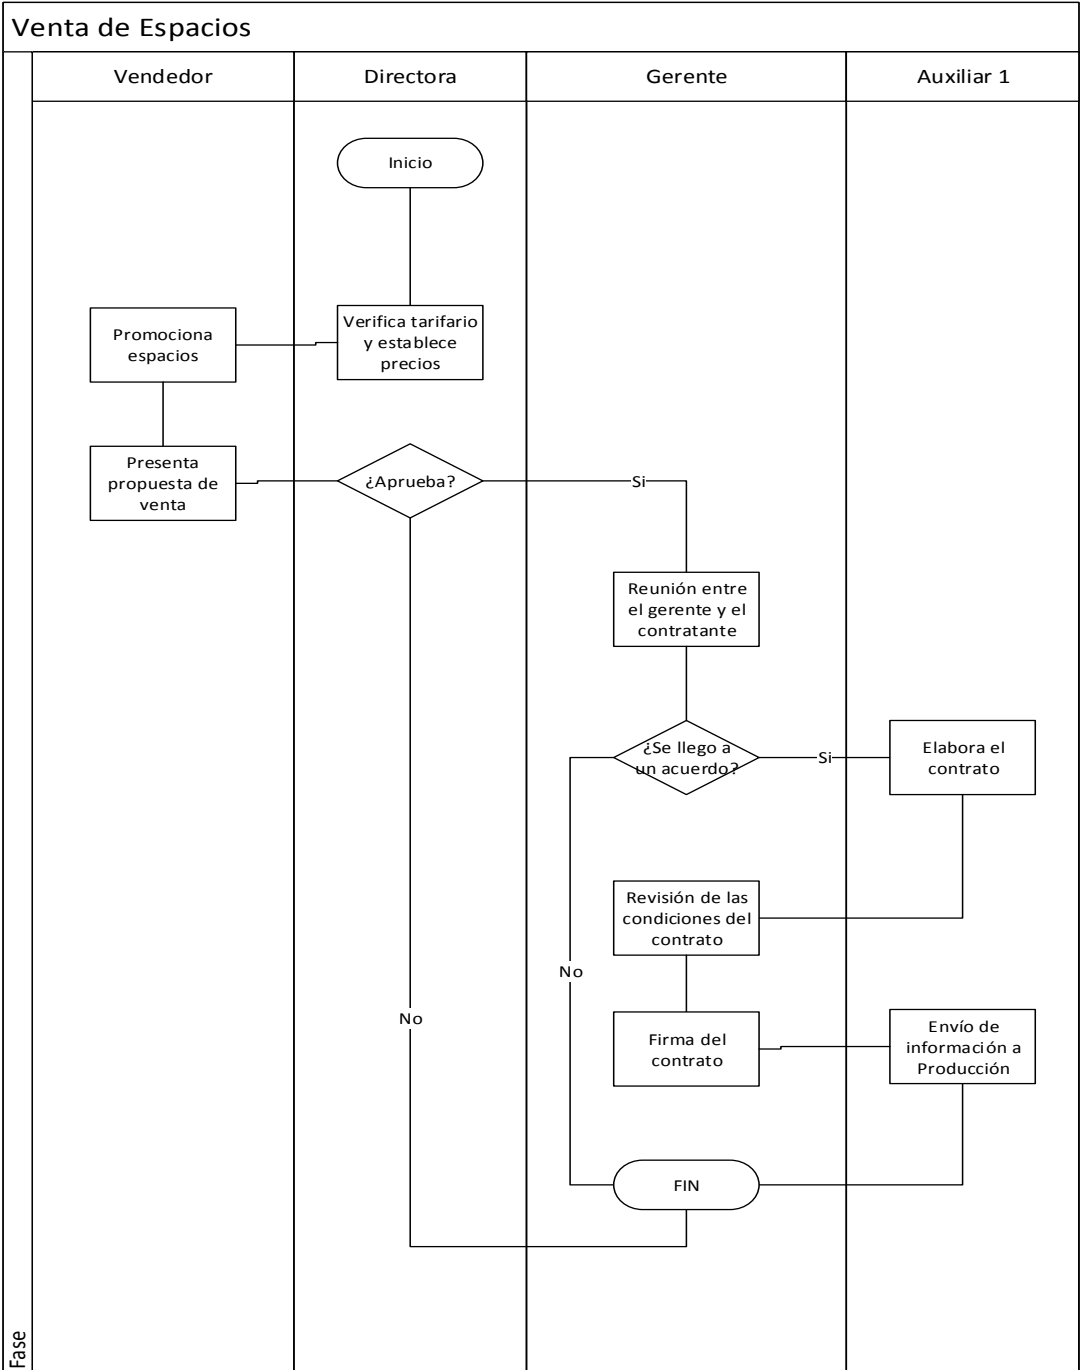 Venta de Espacios
Vendedor
Directora
Gerente
Auxiliar 1
Inicio
Promociona
espacios
Verifica tarifario
y establece
precios
Presenta
propuesta de
venta
¿Aprueba?
Si
Reunión entre
el gerente y el
contratante
¿Se llego a
un acuerdo?
Si
Elabora el
contrato
Revisión de las
condiciones del
contrato
No
No
Firma del
contrato
Envío de
información a
Producción
FIN
Fase